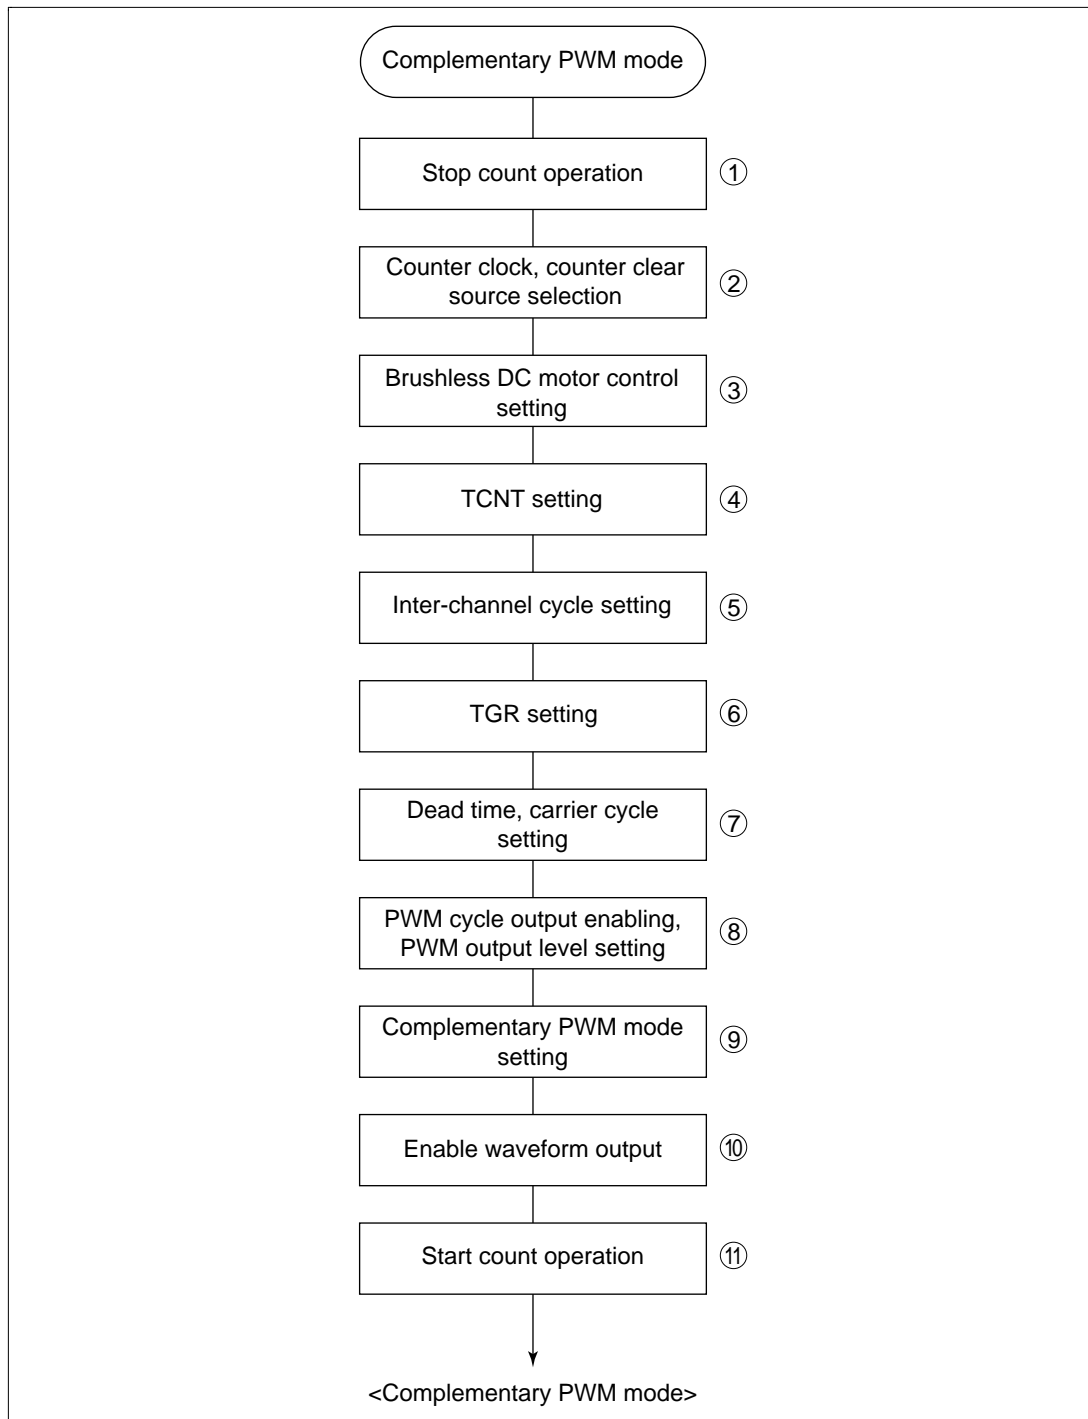 Complementary PWM mode
Stop count operation ①
Counter clock, counter clear
source selection ②
Brushless DC motor control
setting ③
TCNT setting ④
Inter-channel cycle setting ⑤
TGR setting ⑥
Dead time, carrier cycle
setting ⑦
PWM cycle output enabling,
PWM output level setting ⑧
Complementary PWM mode
setting ⑨
Enable waveform output ⑩
Start count operation ⑪
<Complementary PWM mode>